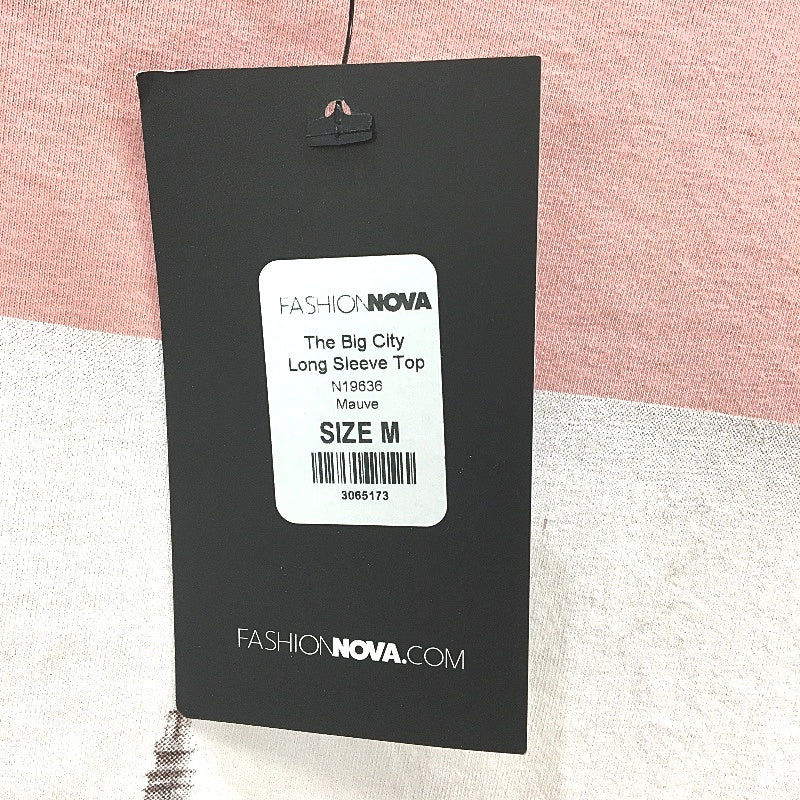 FASHIONNOVA
The Big City
Long Sleeve Top
N19636
Mauve
SIZE M
3065173
FASHIONNOVA.COM